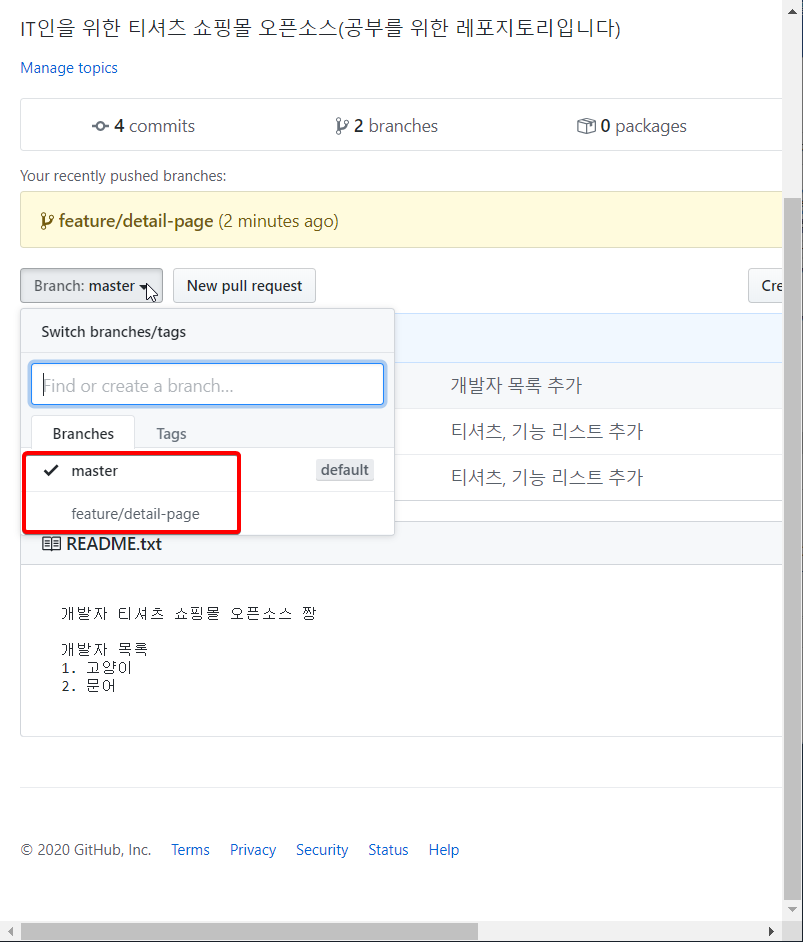 IT인을 위한 티셔츠 쇼핑몰 오픈소스(공부를 위한 레포지토리입니다)
Manage topics
4 commits 2 branches 0 packages
Your recently pushed branches:
feature/detail-page (2 minutes ago)
Branch: master New pull request Cre
Switch branches/tags
Find or create a branch...
개발자 목록 추가
Branches Tags
티셔츠, 기능 리스트 추가
master default
티셔츠, 기능 리스트 추가
feature/detail-page
README.txt
개발자 티셔츠 쇼핑몰 오픈소스 짱
개발자 목록
1. 고양이
2. 문어
© 2020 GitHub, Inc. Terms Privacy Security Status Help